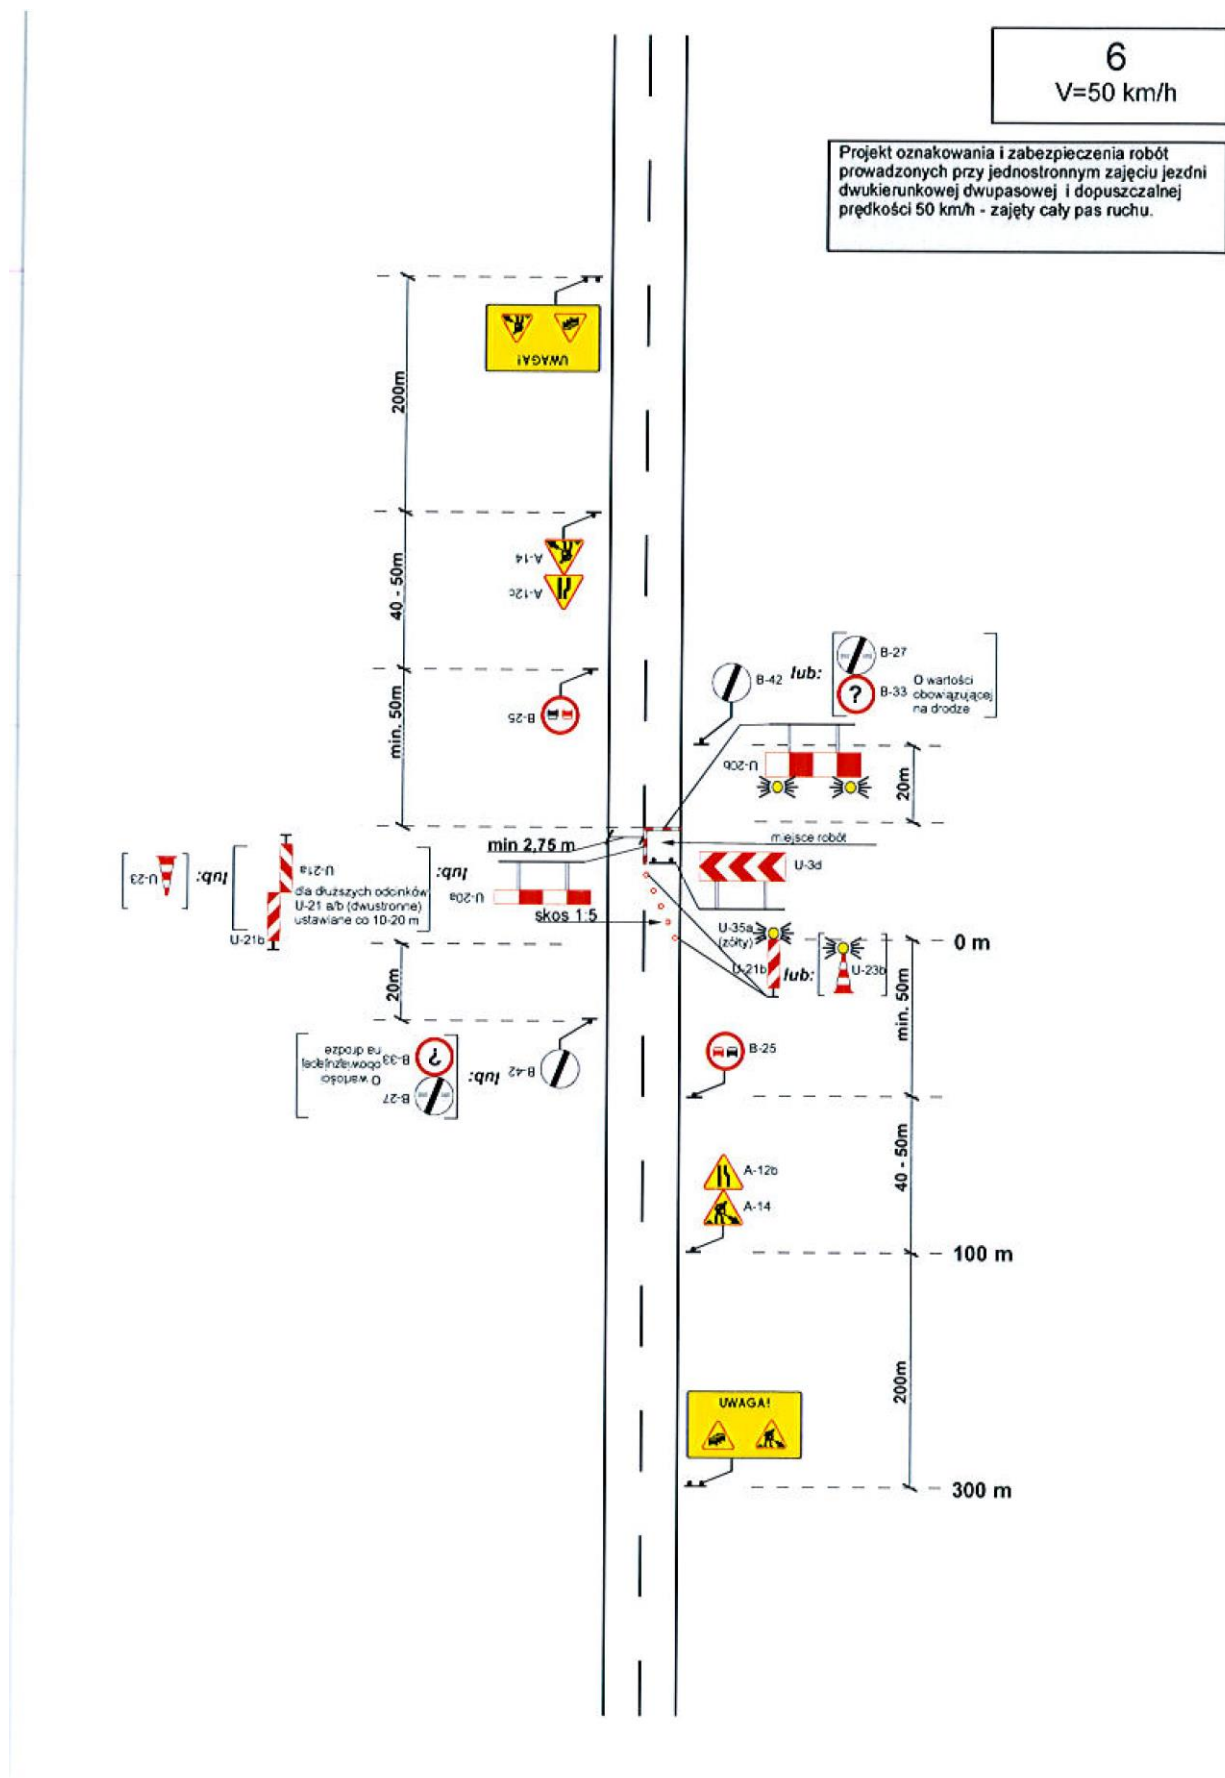 6
V=50 km/h
Projekt oznakowania i zabezpieczenia robót
prowadzonych przy jednostronnym zajęciu jezdni
dwukierunkowej dwupasowej i dopuszczalnej
prędkości 50 km/h - zajęty cały pas ruchu.
UWAGA!
200m
A-14
A-12c
40 - 50m
B-25
min. 50m
B-42
lub:
B-27
?
B-33
O wartości
obowiązującej
na drodze
U-20b
20m
miejsce robót
min 2,75 m
U-3d
U-23
lub:
U-21a
dla dłuższych odcinków
U-21 a/b (dwustronne)
ustawiane co 10-20 m
U-21b
lub:
U-20a
skos 1:5
U-35a
(żółty)
U-21b
lub:
U-23b
0 m
20m
min. 50m
B-33
?
O wartości
obowiązującej
na drodze
B-27
lub:
B-42
B-25
A-12b
A-14
40 - 50m
100 m
200m
UWAGA!
300 m